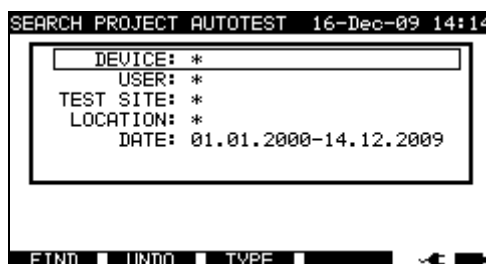 SEARCH PROJECT AUTOTEST 16-Dec-09 14:14
DEVICE: *
USER: *
TEST SITE: *
LOCATION: *
DATE: 01.01.2000-14.12.2009
FIND UNDO TYPE